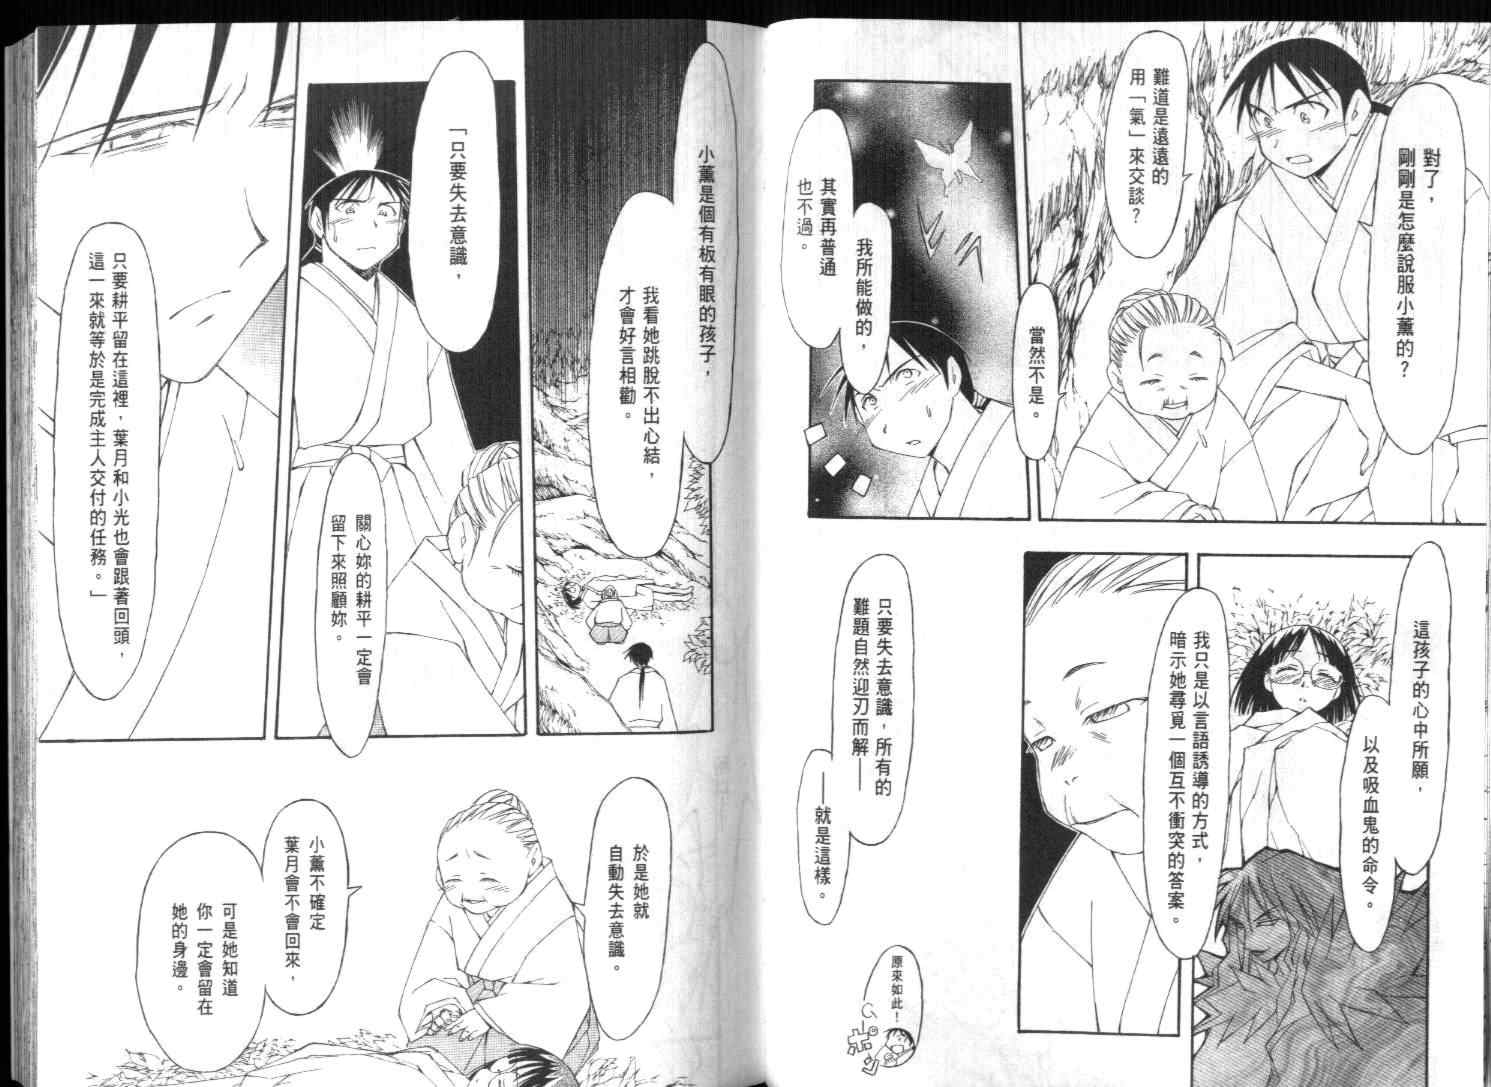 對了，
剛剛是怎麼說服小薰的？
難道是遠遠的
用「氣」來交談？
當然不是。
我所能做的，
其實再普通
也不過。
這孩子的心中所願，
以及吸血鬼的命令。
我只是以言語誘導的方式，
暗示她尋覓一個互不衝突的答案。
只要失去意識，所有的
難題自然迎刃而解——
——就是這樣。
原來如此！
ポン
小薰是個有板有眼的孩子，
我看她跳脫不出心結，
才會好言相勸。
「只要失去意識，
關心妳的耕平一定會
留下來照顧妳。
只要耕平留在這裡，葉月和小光也會跟著回頭，
這一來就等於是完成主人交付的任務。」
於是她就
自動失去意識。
小薰不確定
葉月會不會回來，
可是她知道
你一定會留在
她的身邊。